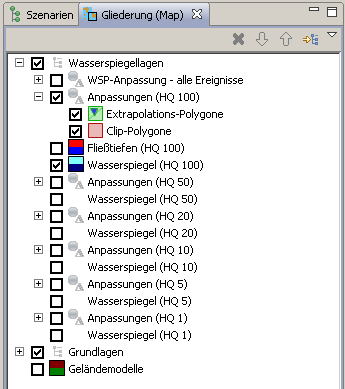 Szenarien
Gliederung (Map)
Wasserspiegellagen
WSP-Anpassung - alle Ereignisse
Anpassungen (HQ 100)
Extrapolations-Polygone
Clip-Polygone
Fließtiefen (HQ 100)
Wasserspiegel (HQ 100)
Anpassungen (HQ 50)
Wasserspiegel (HQ 50)
Anpassungen (HQ 20)
Wasserspiegel (HQ 20)
Anpassungen (HQ 10)
Wasserspiegel (HQ 10)
Anpassungen (HQ 5)
Wasserspiegel (HQ 5)
Anpassungen (HQ 1)
Wasserspiegel (HQ 1)
Grundlagen
Geländemodelle